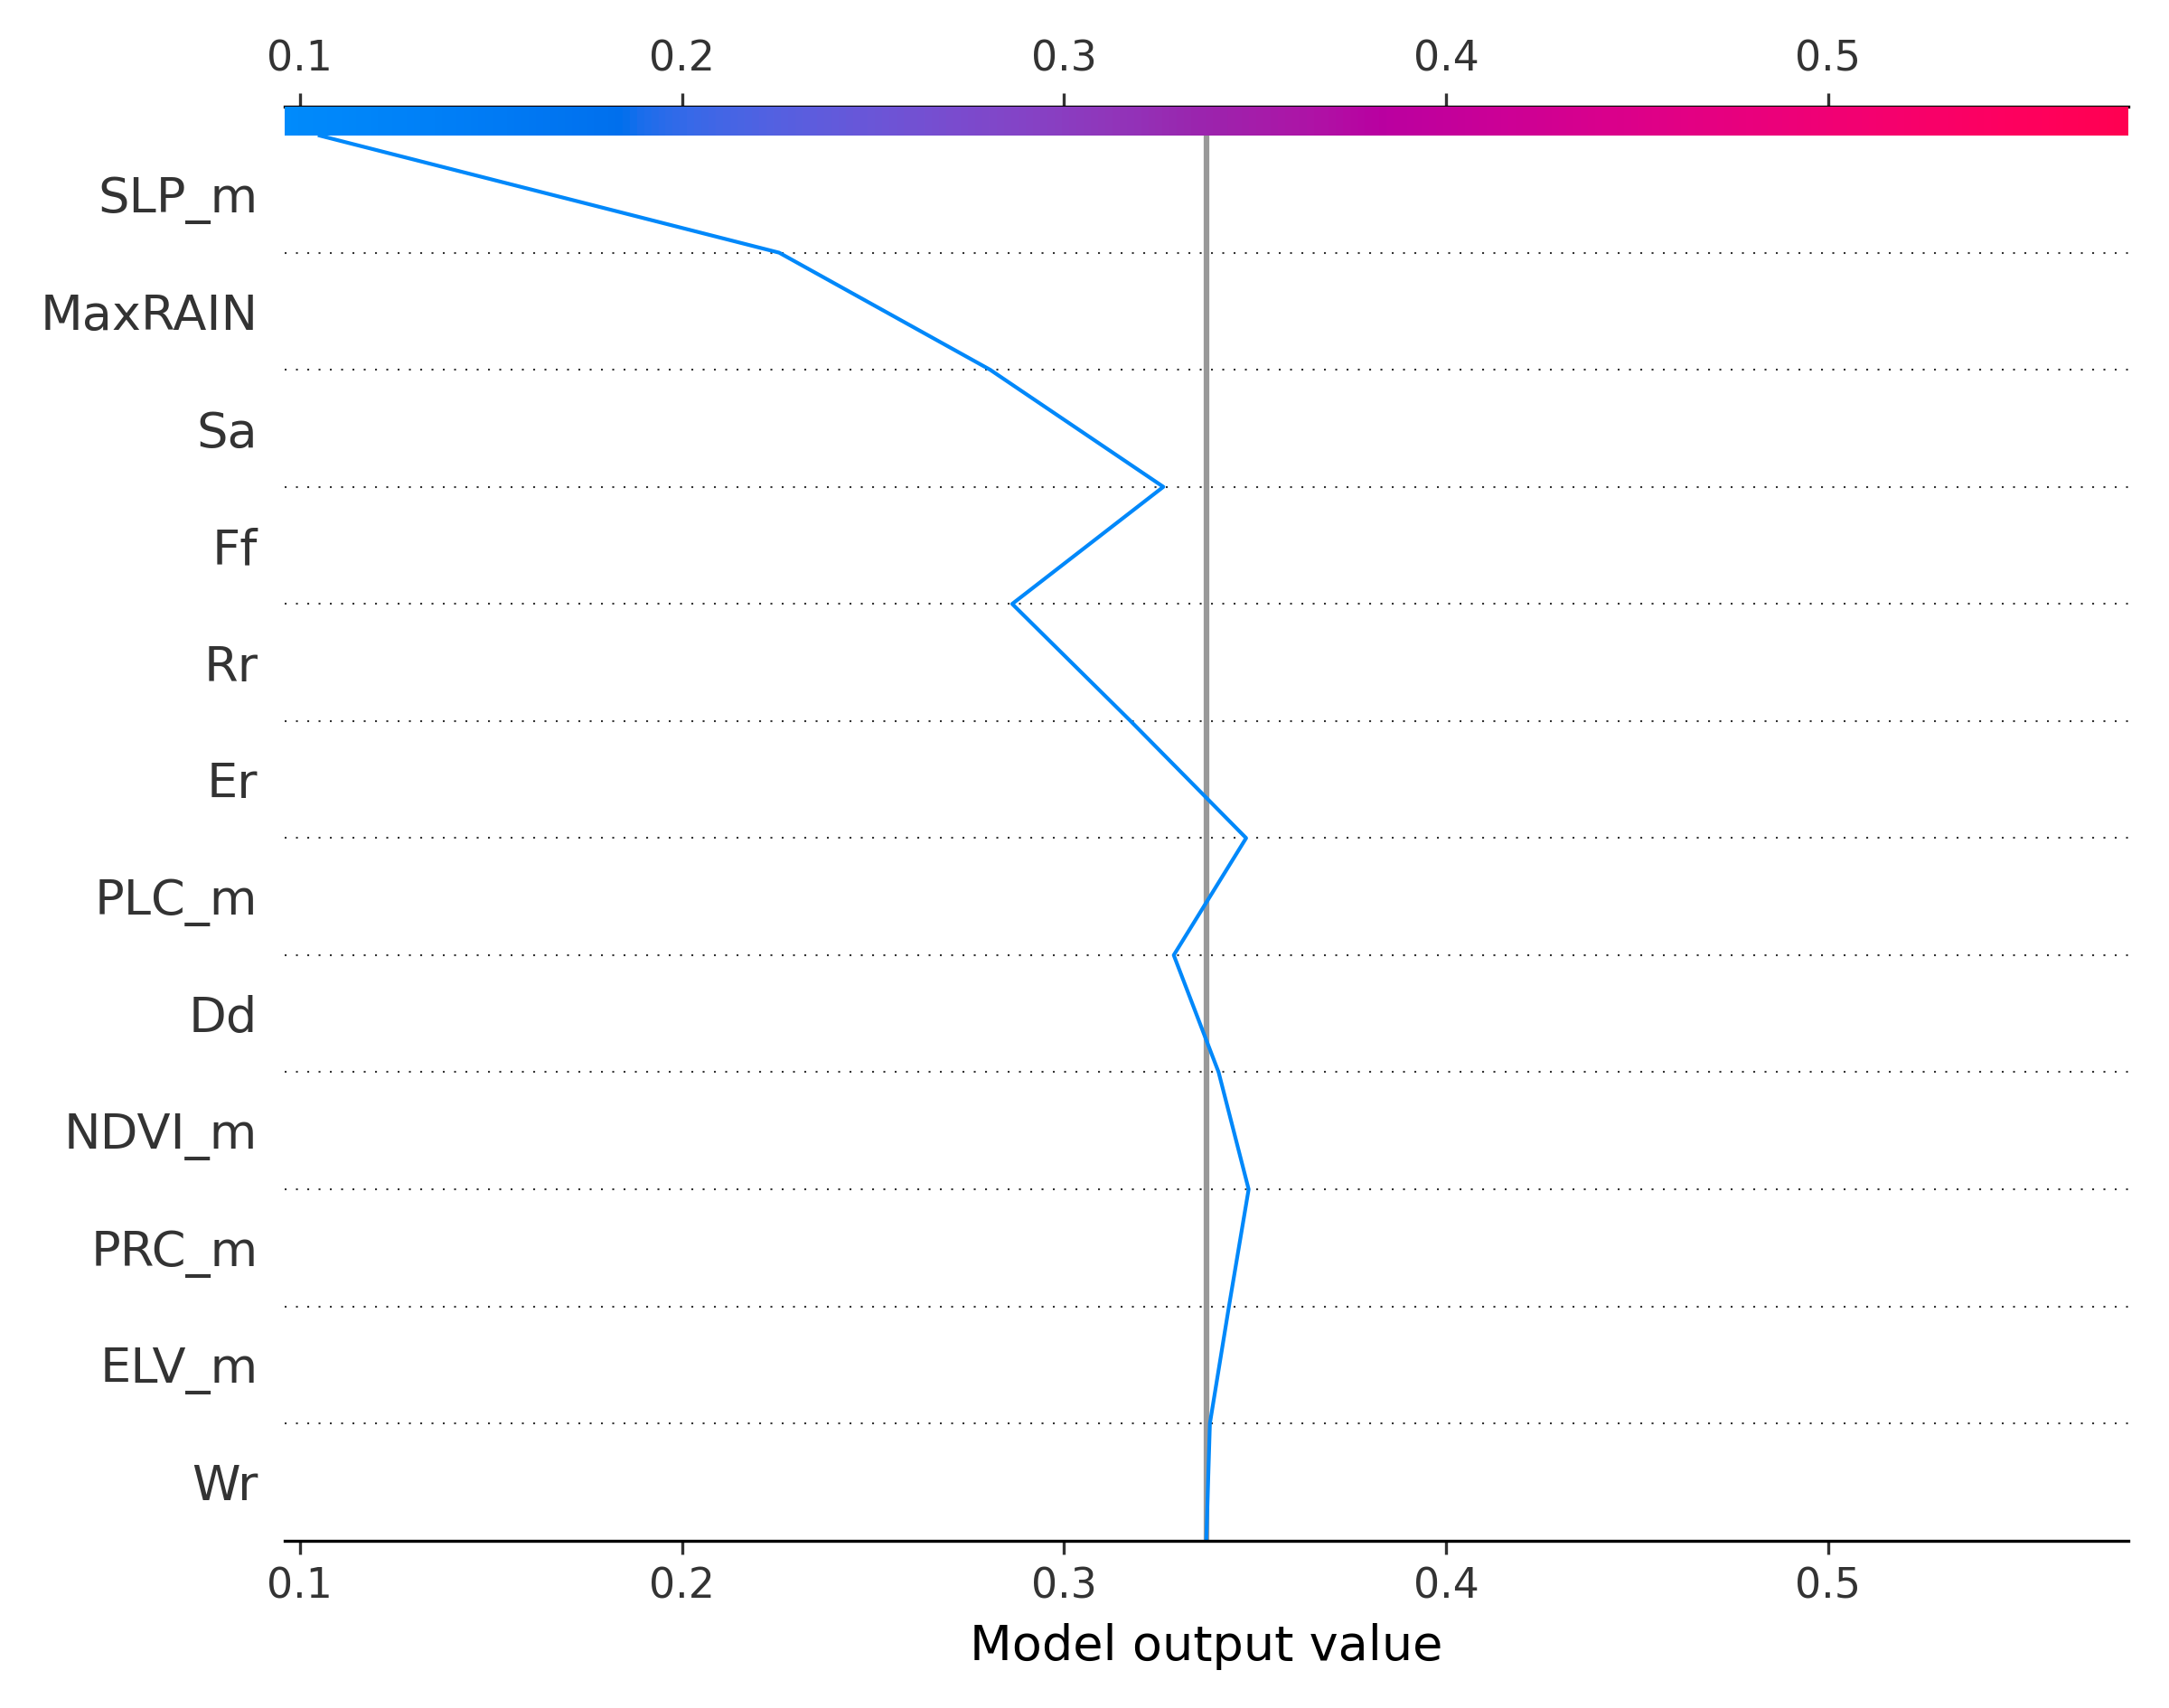 0.1 0.2 0.3 0.4 0.5
SLP_m
MaxRAIN
Sa
Ff
Rr
Er
PLC_m
Dd
NDVI_m
PRC_m
ELV_m
Wr
0.1 0.2 0.3 0.4 0.5
Model output value